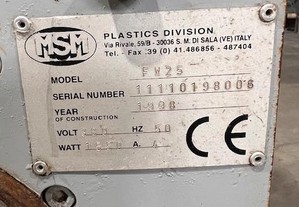 MSM
PLASTICS DIVISION
Via Rivale, 59/B - 30036 S. M. DI SALA (VE) ITALY
Tel. - Fax .39 (0) 41.486856 - 487404
MODEL FW25
SERIAL NUMBER 11110198006
YEAR 1998
OF CONSTRUCTION
VOLT HZ 50
WATT A.
CE